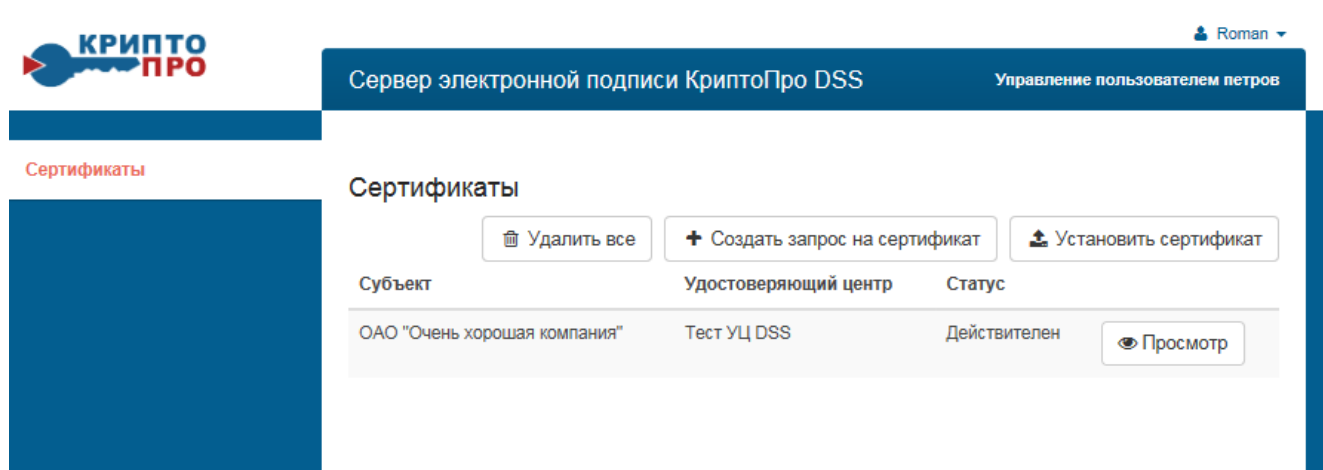 КРИПТО
ПРО
Roman
Сервер электронной подписи КриптоПро DSS
Управление пользователем петров
Сертификаты
Сертификаты
Удалить все
Создать запрос на сертификат
Установить сертификат
Субъект Удостоверяющий центр Статус
ОАО "Очень хорошая компания" Тест УЦ DSS Действителен Просмотр